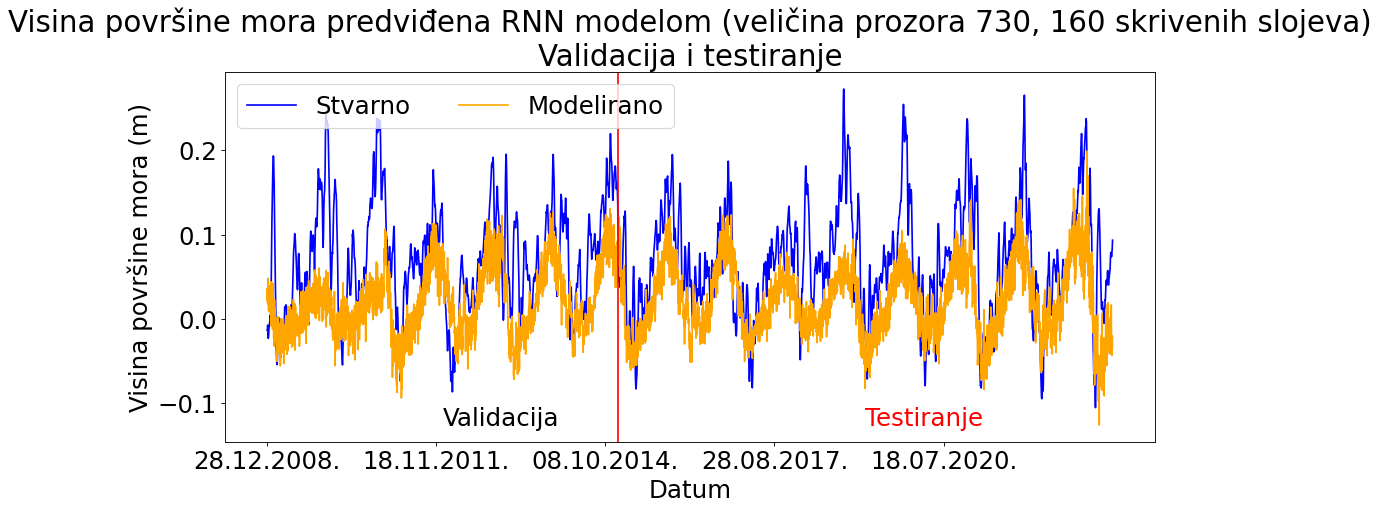 Visina površine mora predviđena RNN modelom (veličina prozora 730, 160 skrivenih slojeva)
Validacija i testiranje
Stvarno
Modelirano
Visina površine mora (m)
0.2
0.1
0.0
−0.1
Validacija
Testiranje
28.12.2008.
18.11.2011.
08.10.2014.
28.08.2017.
18.07.2020.
Datum